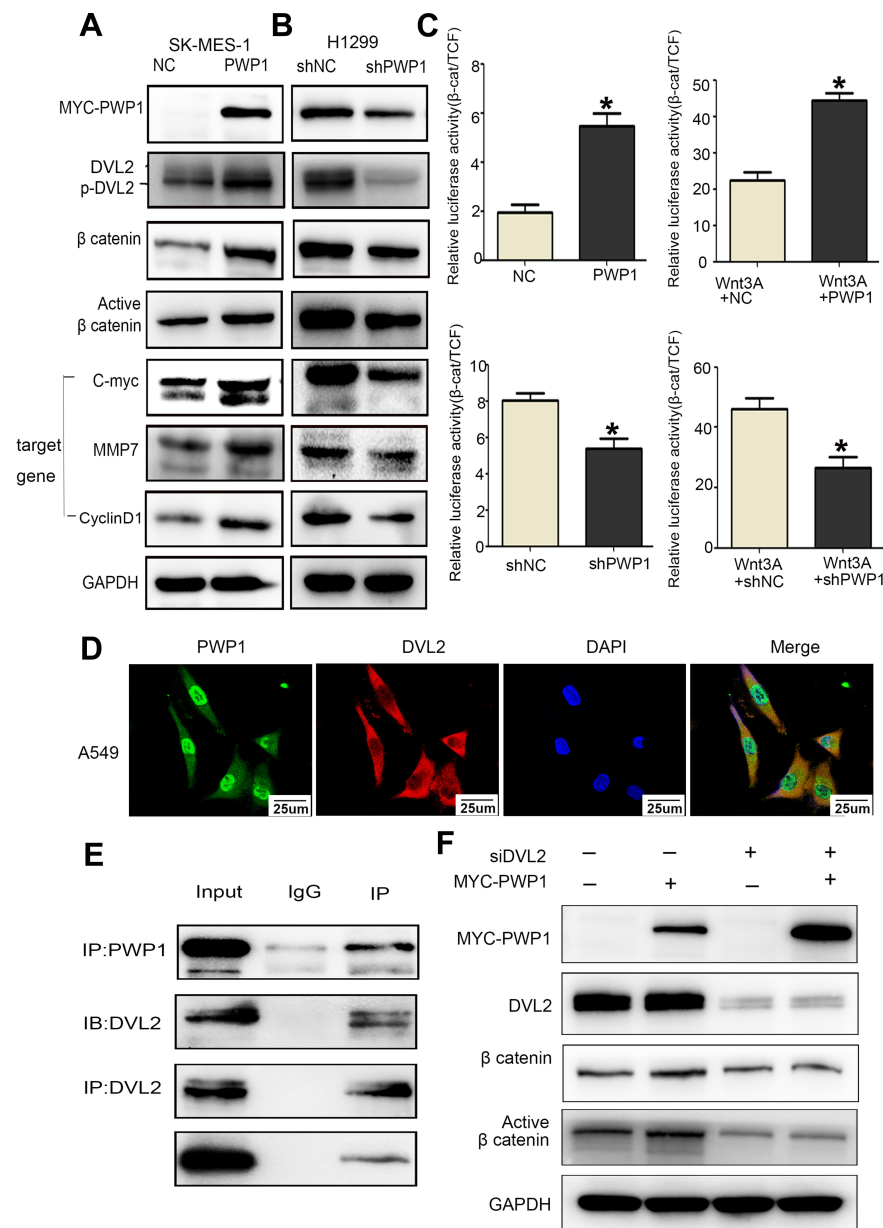 A
SK-MES-1
NC PWP1
B
H1299
shNC shPWP1
MYC-PWP1
DVL2
p-DVL2
β catenin
Active
β catenin
target
gene
C-myc
MMP7
CyclinD1
GAPDH
C
Relative luciferase activity(β-cat/TCF)
8
6
4
2
0
NC PWP1
*
Relative luciferase activity(β-cat/TCF)
50
40
30
20
10
0
Wnt3A
+NC
Wnt3A
+PWP1
*
Relative luciferase activity(β-cat/TCF)
10
8
6
4
2
0
shNC shPWP1
*
Relative luciferase activity(β-cat/TCF)
60
40
20
0
Wnt3A
+shNC
Wnt3A
+shPWP1
*
D
PWP1 DVL2 DAPI Merge
A549
25um 25um 25um 25um
E
Input IgG IP
IP:PWP1
IB:DVL2
IP:DVL2
F
siDVL2 – – + +
MYC-PWP1 – + – +
MYC-PWP1
DVL2
β catenin
Active
β catenin
GAPDH